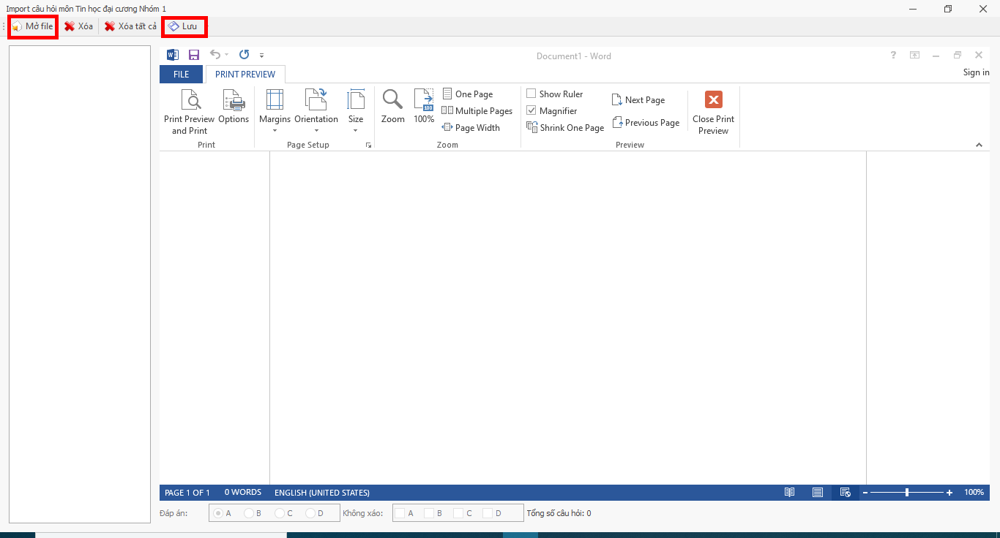 Import câu hỏi môn Tin học đại cương Nhóm 1
Mở file Xóa Xóa tất cả Lưu
Document1 - Word
Sign in
FILE PRINT PREVIEW
Print Preview and Print
Options
Print
Margins
Orientation
Size
Page Setup
Zoom
100
100%
One Page
Multiple Pages
Page Width
Zoom
Show Ruler
Magnifier
Shrink One Page
Next Page
Previous Page
Close Print Preview
Preview
PAGE 1 OF 1 0 WORDS ENGLISH (UNITED STATES) 100%
Đáp án: A B C D Không xáo: A B C D Tổng số câu hỏi: 0